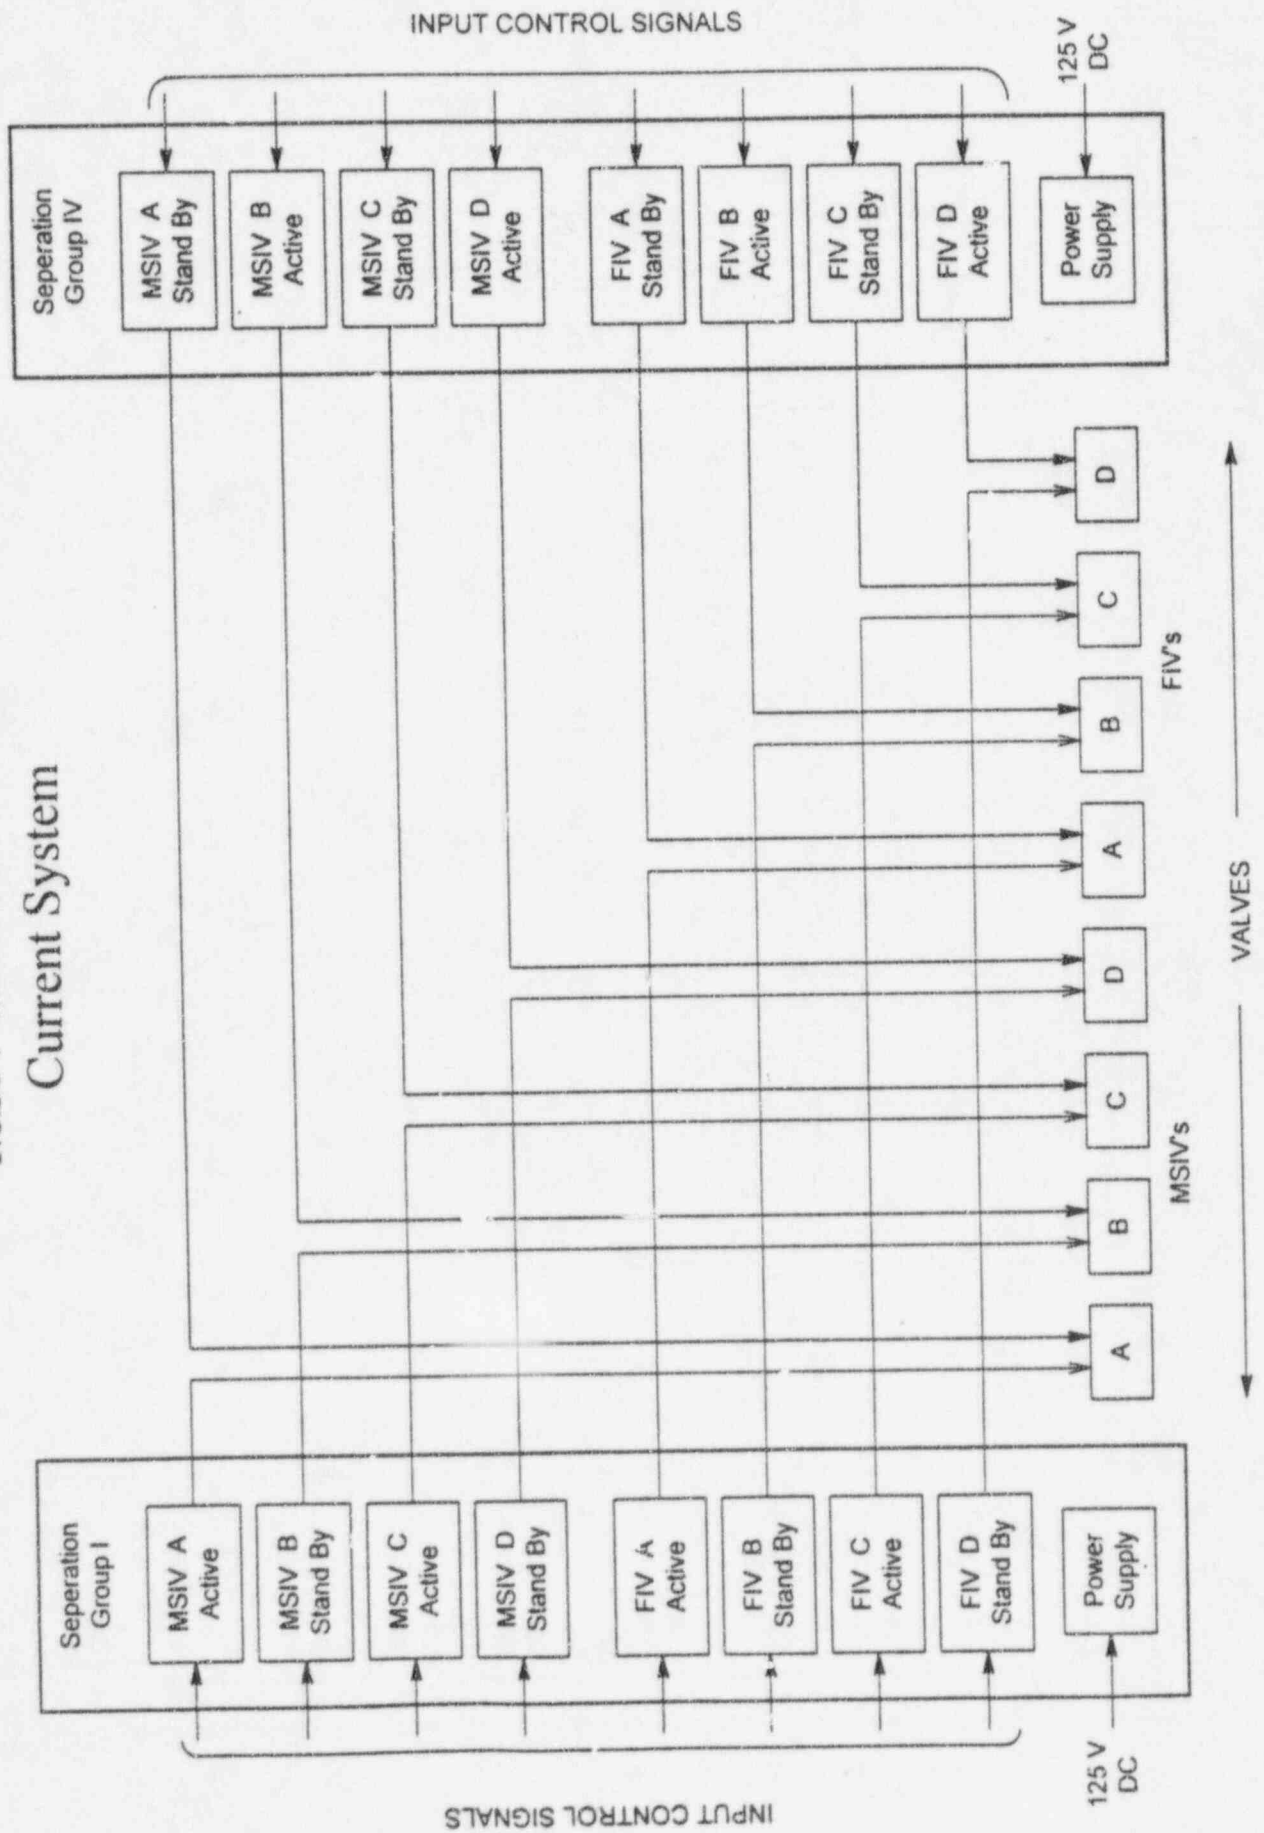 Current System
INPUT CONTROL SIGNALS
Seperation
Group I
MSIV A
Active
MSIV B
Stand By
MSIV C
Active
MSIV D
Stand By
FIV A
Active
FIV B
Stand By
FIV C
Active
FIV D
Stand By
Power
Supply
125 V
DC
A
B
C
D
MSIV's
A
B
C
D
FIV's
VALVES
Seperation
Group IV
MSIV A
Stand By
MSIV B
Active
MSIV C
Stand By
MSIV D
Active
FIV A
Stand By
FIV B
Active
FIV C
Stand By
FIV D
Active
Power
Supply
125 V
DC
INPUT CONTROL SIGNALS